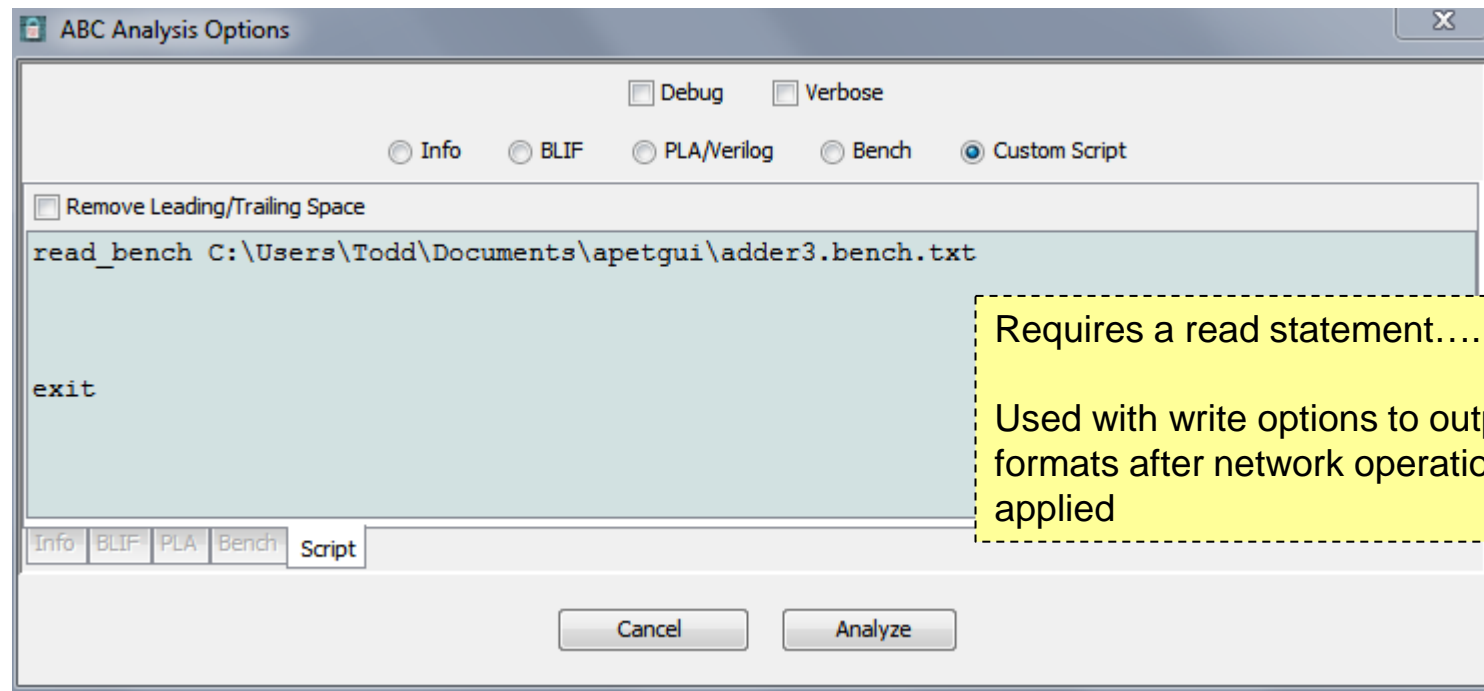 ABC Analysis Options
Debug Verbose
Info BLIF PLA/Verilog Bench Custom Script
Remove Leading/Trailing Space
read_bench C:\Users\Todd\Documents\apetgui\adder3.bench.txt
exit
Requires a read statement….
Used with write options to
formats after network
applied
Info BLIF PLA Bench Script
Cancel Analyze